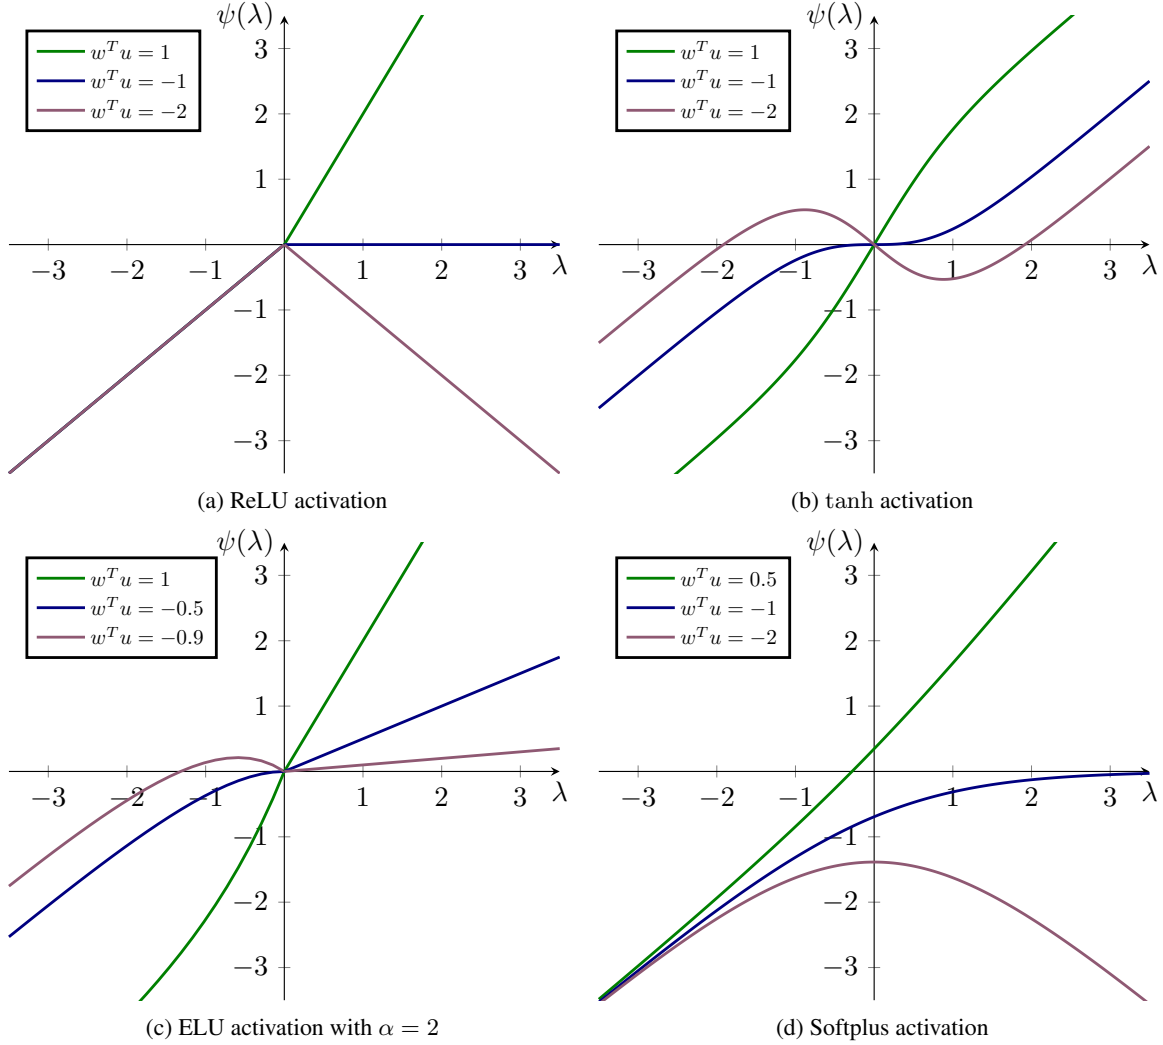 ψ(λ)
w^T u = 1
w^T u = −1
w^T u = −2
3
2
1
−3 −2 −1 1 2 3 λ
−1
−2
−3
(a) ReLU activation
ψ(λ)
w^T u = 1
w^T u = −1
w^T u = −2
3
2
1
−3 −2 −1 1 2 3 λ
−1
−2
−3
(b) tanh activation
ψ(λ)
w^T u = 1
w^T u = −0.5
w^T u = −0.9
3
2
1
−3 −2 −1 1 2 3 λ
−1
−2
−3
(c) ELU activation with α = 2
ψ(λ)
w^T u = 0.5
w^T u = −1
w^T u = −2
3
2
1
−3 −2 −1 1 2 3 λ
−1
−2
−3
(d) Softplus activation